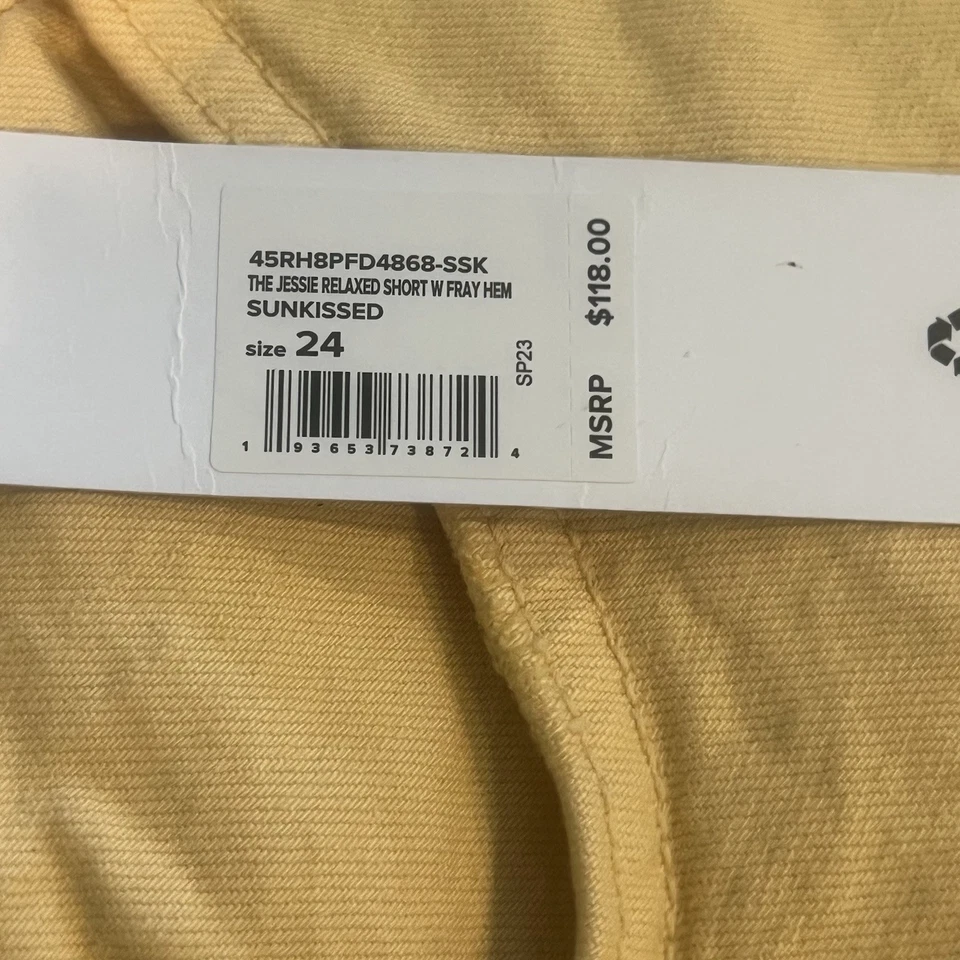 45RH8PFD4868-SSK
THE JESSIE RELAXED SHORT W FRAY HEM
SUNKISSED
size 24
SP23
1 93653 73872 4
MSRP $118.00